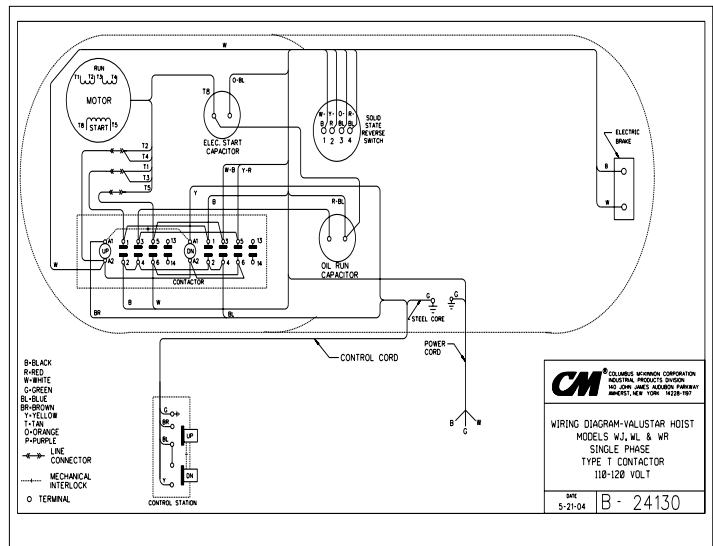 W
RUN
T1 T2 T3 T4
MOTOR
T8 START T5
T8
O-BL
ELEC. START
CAPACITOR
W- Y- O- R-
B R BL BL
1 2 3 4
SOLID
STATE
REVERSE
SWITCH
ELECTRIC
BRAKE
B
W
T2
T4
T1
T3
T5
W-B
Y-R
Y
B
R-BL
OIL RUN
CAPACITOR
A1 1 3 5 13 A1 1 3 5 13
UP DN
A2 2 4 6 14 A2 2 4 6 14
CONTACTOR
W
B
W
BR
BL
G
G
STEEL CORE
CONTROL CORD
POWER
CORD
B
W
G
B-BLACK
R-RED
W-WHITE
G-GREEN
BL-BLUE
BR-BROWN
Y-YELLOW
T-TAN
O-ORANGE
P-PURPLE
LINE
CONNECTOR
MECHANICAL
INTERLOCK
TERMINAL
G
BR
BL
UP
Y
DN
CONTROL STATION
CM®
COLUMBUS McKINNON CORPORATION
INDUSTRIAL PRODUCTS DIVISION
140 JOHN JAMES AUDUBON PARKWAY
AMHERST, NEW YORK 14228-1197
WIRING DIAGRAM-VALUSTAR HOIST
MODELS WJ, WL & WR
SINGLE PHASE
TYPE T CONTACTOR
110-120 VOLT
DATE
5-21-04
B - 24130